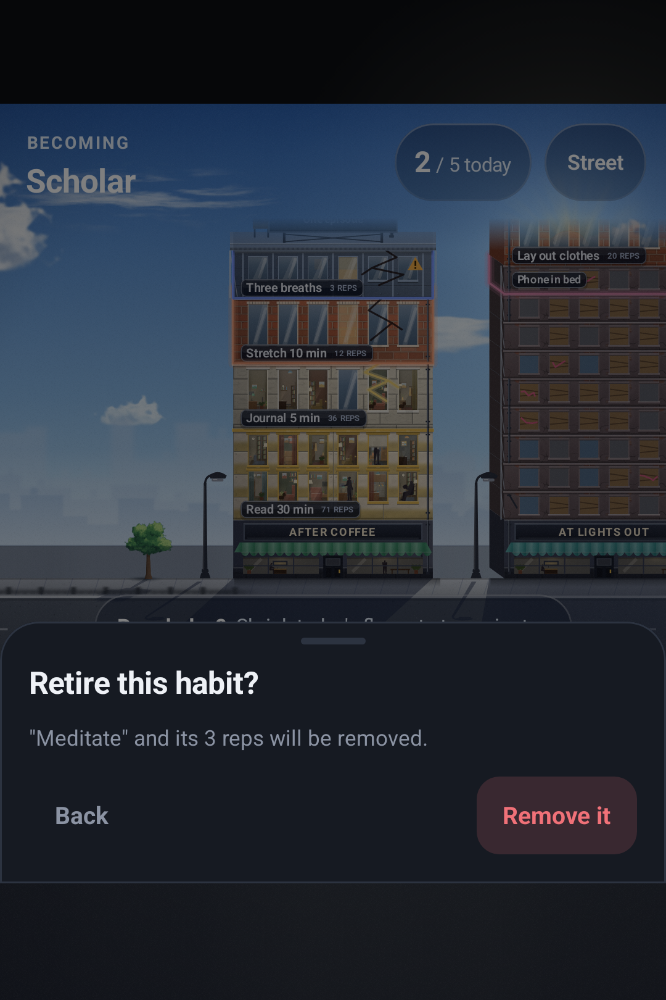 BECOMING
Scholar
2 / 5 today
Street
Lay out clothes 20 REPS
Phone in bed
Three breaths 3 REPS
Stretch 10 min 12 REPS
Journal 5 min 36 REPS
Read 30 min 71 REPS
AFTER COFFEE
AT LIGHTS OUT
Retire this habit?
"Meditate" and its 3 reps will be removed.
Back
Remove it